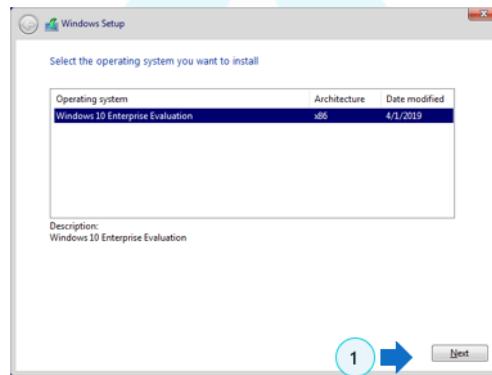 Windows Setup
Select the operating system you want to install
Operating system Architecture Date modified
Windows 10 Enterprise Evaluation x86 4/1/2019
Description:
Windows 10 Enterprise Evaluation
1 Next